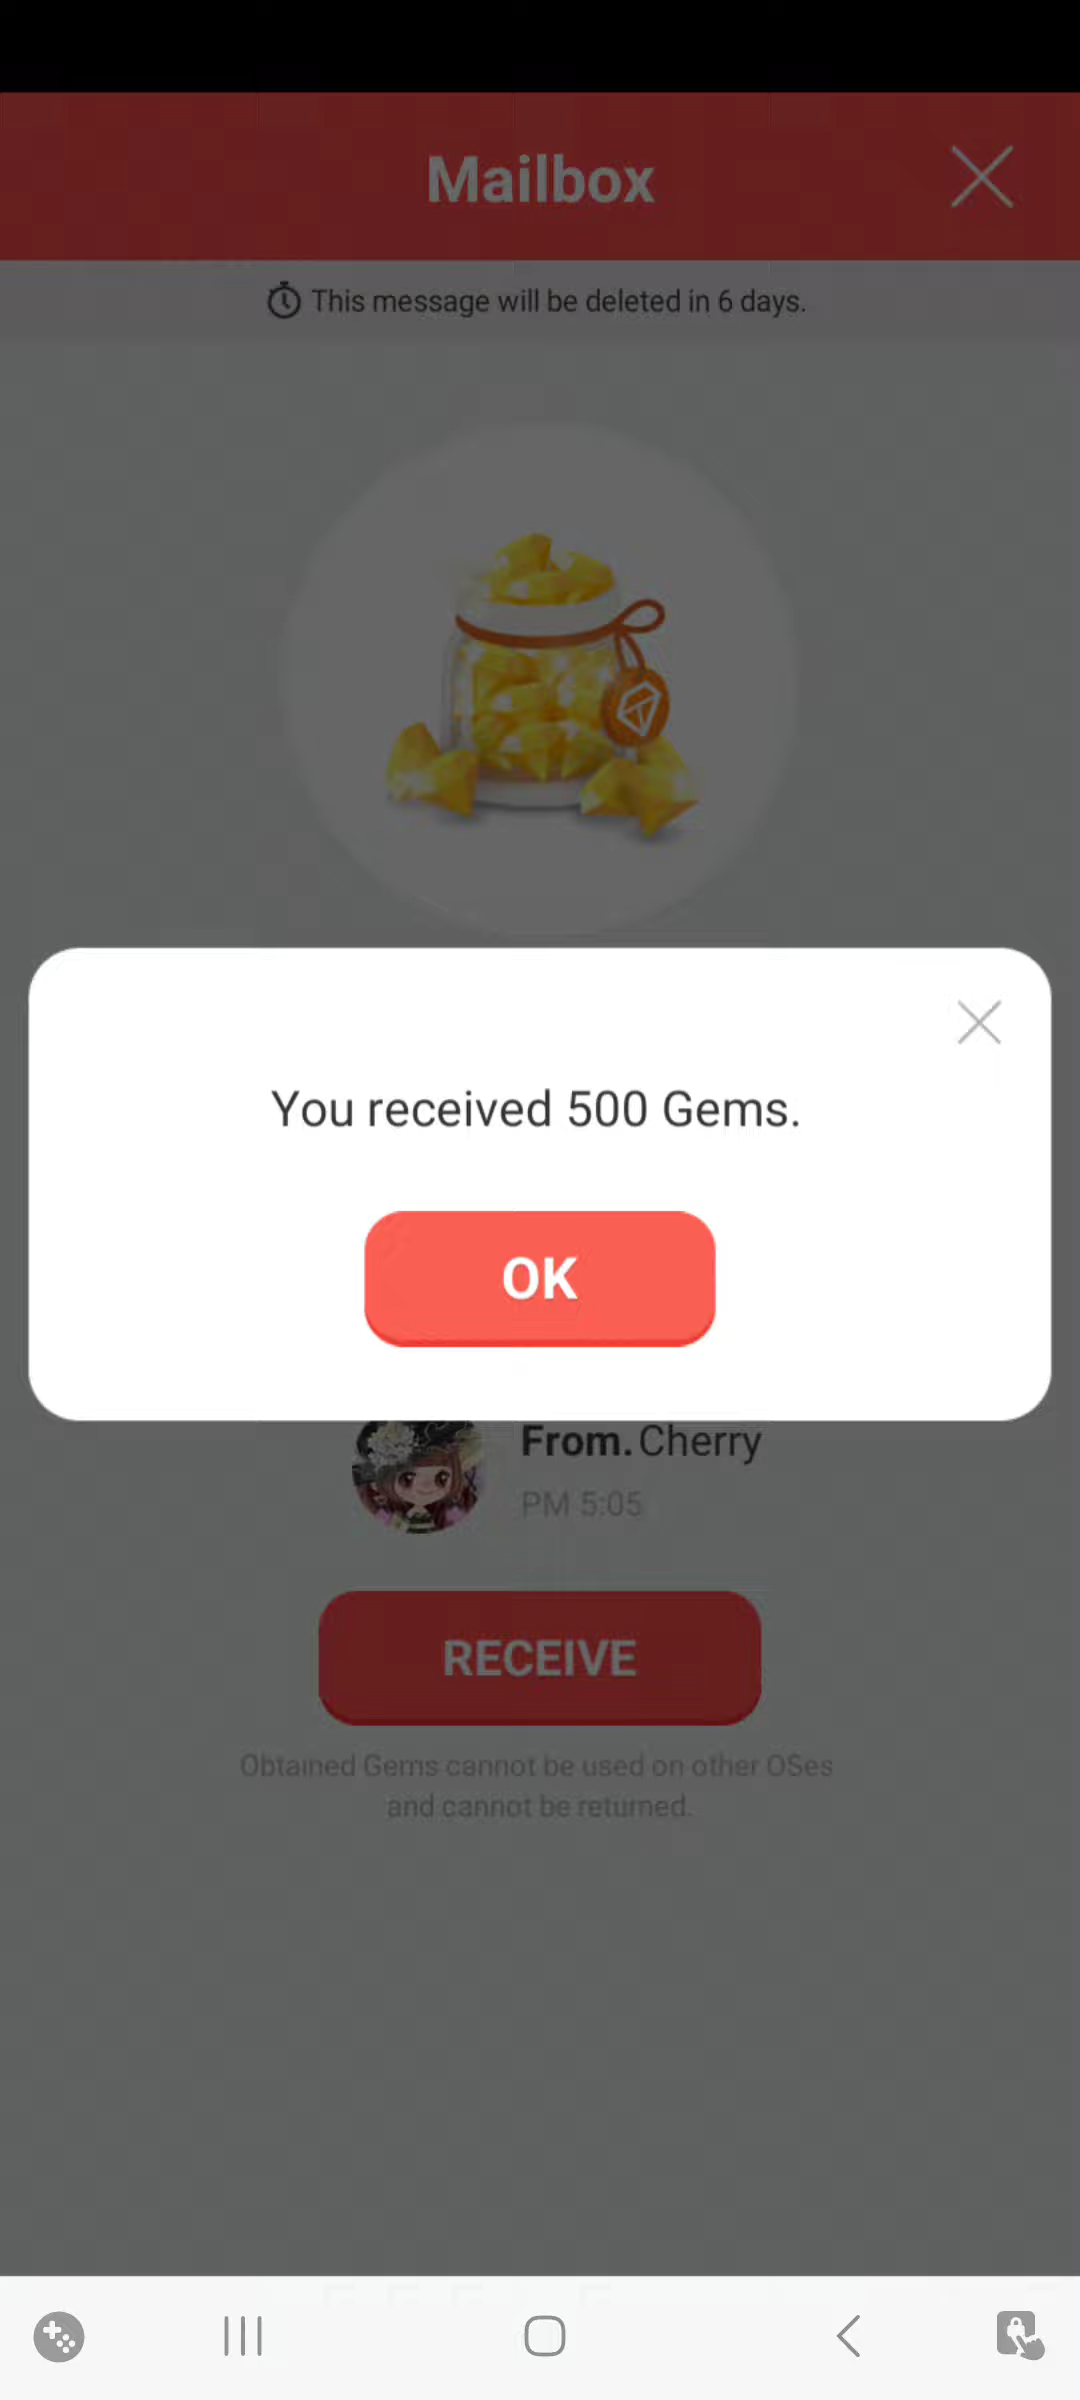 Mailbox
This message will be deleted in 6 days.
You received 500 Gems.
OK
From. Cherry
PM 5:05
RECEIVE
Obtained Gems cannot be used on other OSes
and cannot be returned.